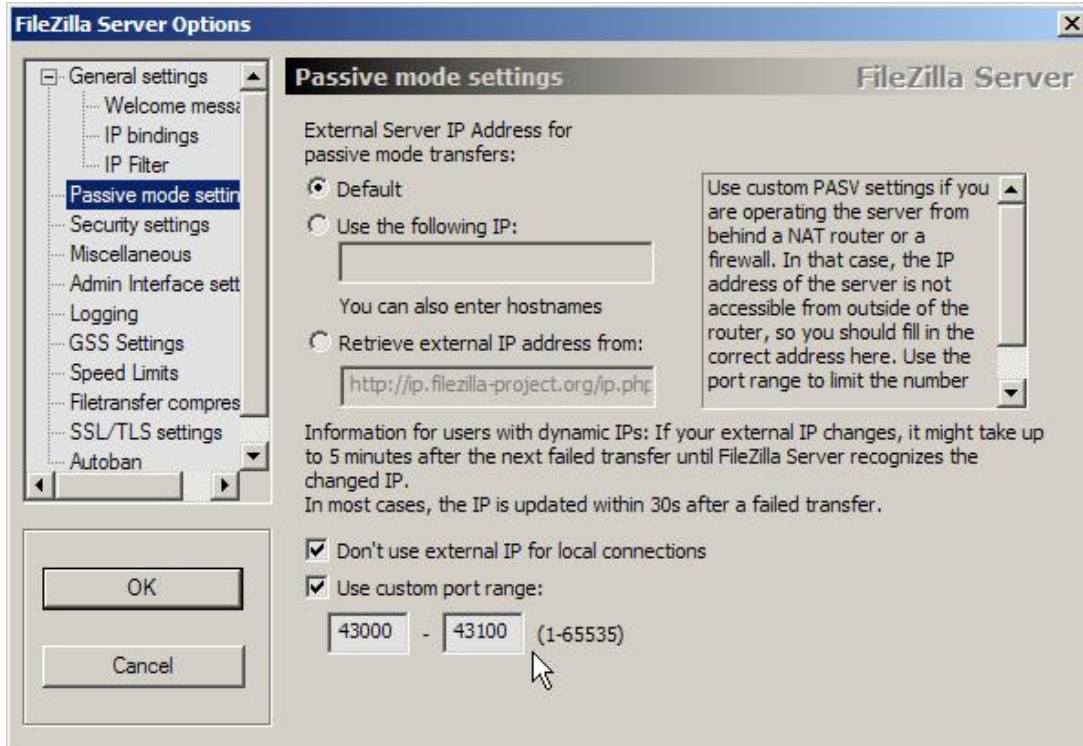 FileZilla Server Options
General settings
Welcome messa
IP bindings
IP Filter
Passive mode settin
Security settings
Miscellaneous
Admin Interface sett
Logging
GSS Settings
Speed Limits
Filetransfer compres
SSL/TLS settings
Autoban
OK
Cancel
Passive mode settings
FileZilla Server
External Server IP Address for
passive mode transfers:
Default
Use the following IP:
You can also enter hostnames
Retrieve external IP address from:
http://ip.filezilla-project.org/ip.php
Use custom PASV settings if you
are operating the server from
behind a NAT router or a
firewall. In that case, the IP
address of the server is not
accessible from outside of the
router, so you should fill in the
correct address here. Use the
port range to limit the number
Information for users with dynamic IPs: If your external IP changes, it might take up
to 5 minutes after the next failed transfer until FileZilla Server recognizes the
changed IP.
In most cases, the IP is updated within 30s after a failed transfer.
Don't use external IP for local connections
Use custom port range:
43000 - 43100 (1-65535)